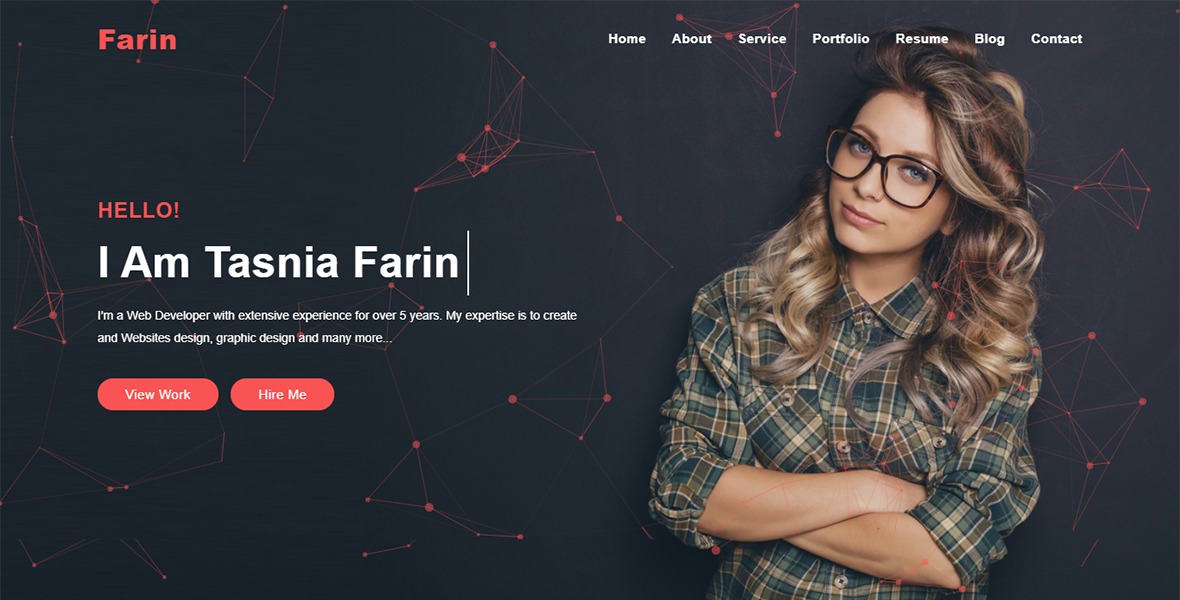 Farin
Home About Service Portfolio Resume Blog Contact
HELLO!
I Am Tasnia Farin
I'm a Web Developer with extensive experience for over 5 years. My expertise is to create
and Websites design, graphic design and many more...
View Work Hire Me